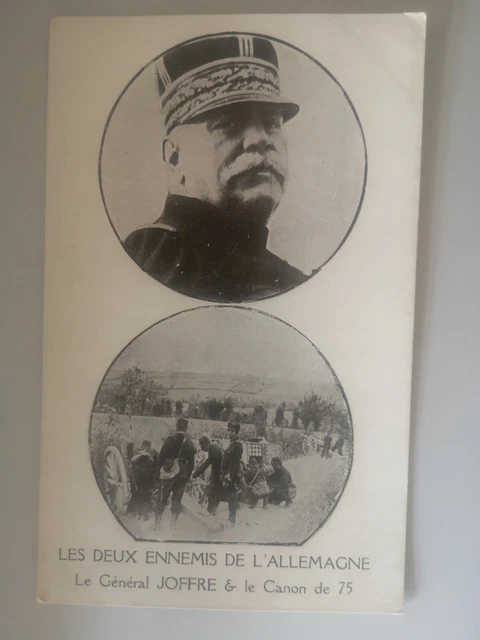 LES DEUX ENNEMIS DE L'ALLEMAGNE
Le Général JOFFRE & le Canon de 75